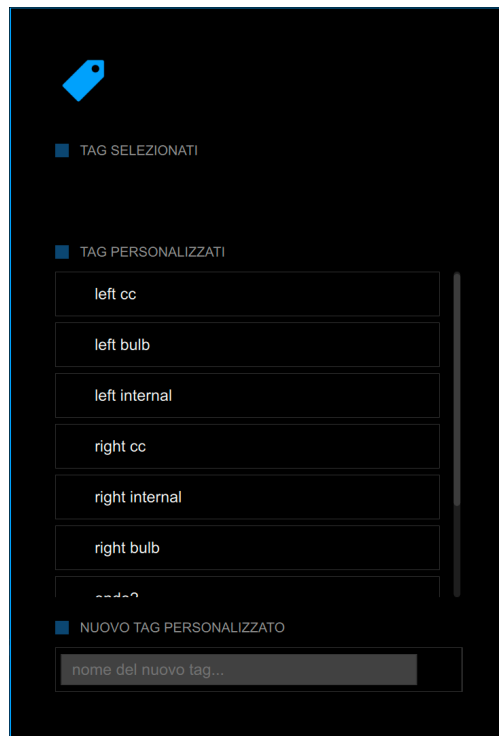 TAG SELEZIONATI
TAG PERSONALIZZATI
left cc
left bulb
left internal
right cc
right internal
right bulb
NUOVO TAG PERSONALIZZATO
nome del nuovo tag...